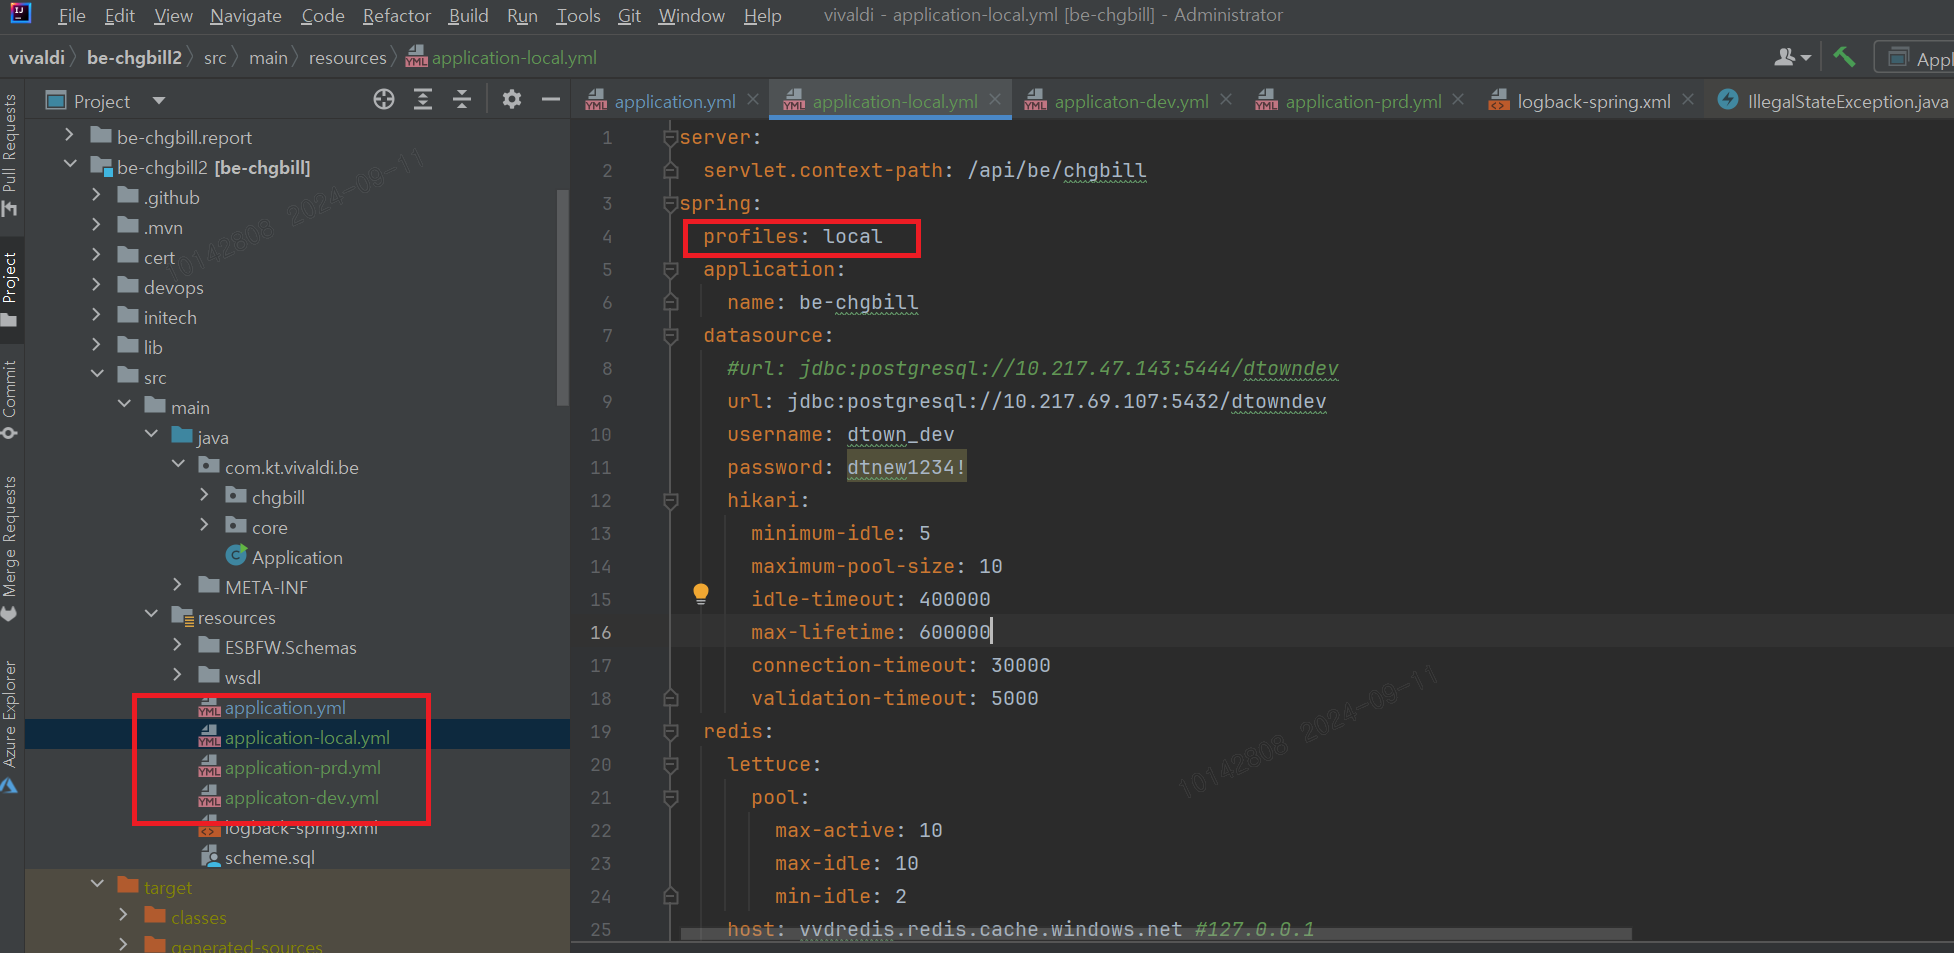 File Edit View Navigate Code Refactor Build Run Tools Git Window Help vivaldi - application-local.yml [be-chgbill] - Administrator
vivaldi be-chgbill2 src main resources application-local.yml
Appl
Project
application.yml application-local.yml applicaton-dev.yml application-prd.yml logback-spring.xml IllegalStateException.java
Pull Requests
Project
Commit
Merge Requests
Azure Explorer
be-chgbill.report
be-chgbill2 [be-chgbill]
.github
.mvn
cert
devops
initech
lib
src
main
java
com.kt.vivaldi.be
chgbill
core
Application
META-INF
resources
ESBFW.Schemas
wsdl
application.yml
application-local.yml
application-prd.yml
applicaton-dev.yml
logback-spring.xml
scheme.sql
target
classes
generated-sources
1 server:
2 servlet.context-path: /api/be/chgbill
3 spring:
4 profiles: local
5 application:
6 name: be-chgbill
7 datasource:
8 #url: jdbc:postgresql://10.217.47.143:5444/dtowndev
9 url: jdbc:postgresql://10.217.69.107:5432/dtowndev
10 username: dtown_dev
11 password: dtnew1234!
12 hikari:
13 minimum-idle: 5
14 maximum-pool-size: 10
15 idle-timeout: 400000
16 max-lifetime: 600000
17 connection-timeout: 30000
18 validation-timeout: 5000
19 redis:
20 lettuce:
21 pool:
22 max-active: 10
23 max-idle: 10
24 min-idle: 2
25 host: vvdredis.redis.cache.windows.net #127.0.0.1
10142808 2024-09-11
10142808 2024-09-11